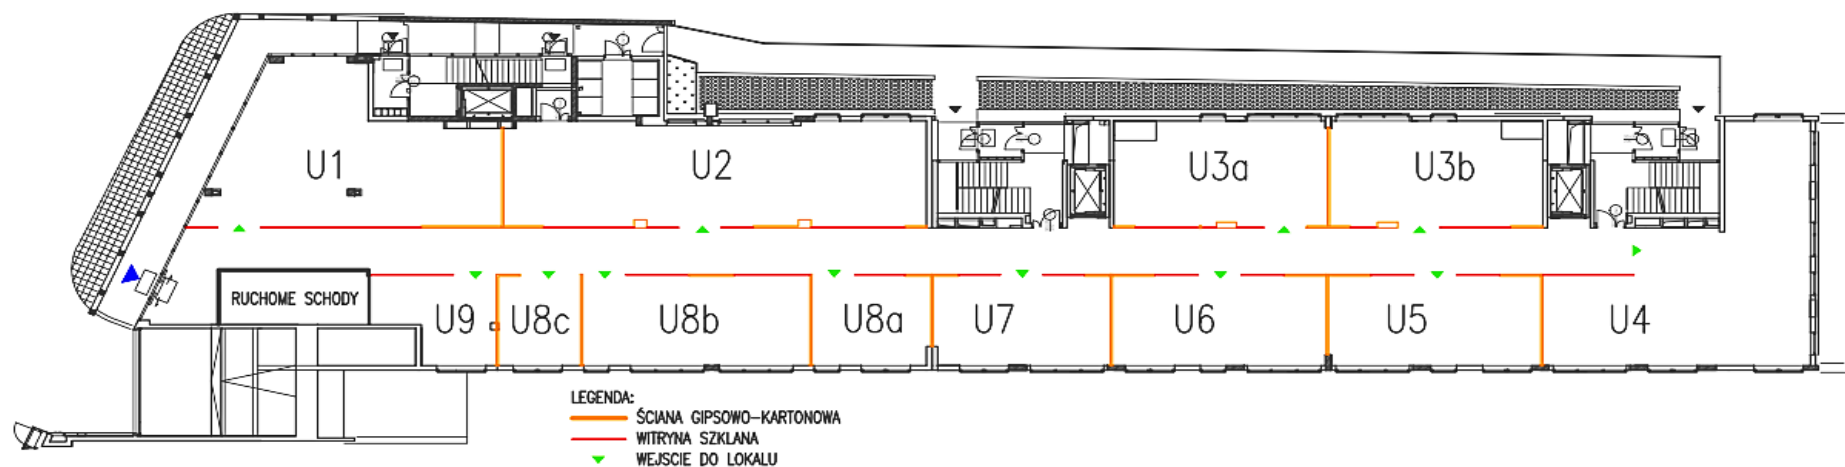 U1
U2
U3a
U3b
RUCHOME SCHODY
U9
U8c
U8b
U8a
U7
U6
U5
U4
LEGENDA:
ŚCIANA GIPSOWO-KARTONOWA
WITRYNA SZKLANA
WEJSCIE DO LOKALU